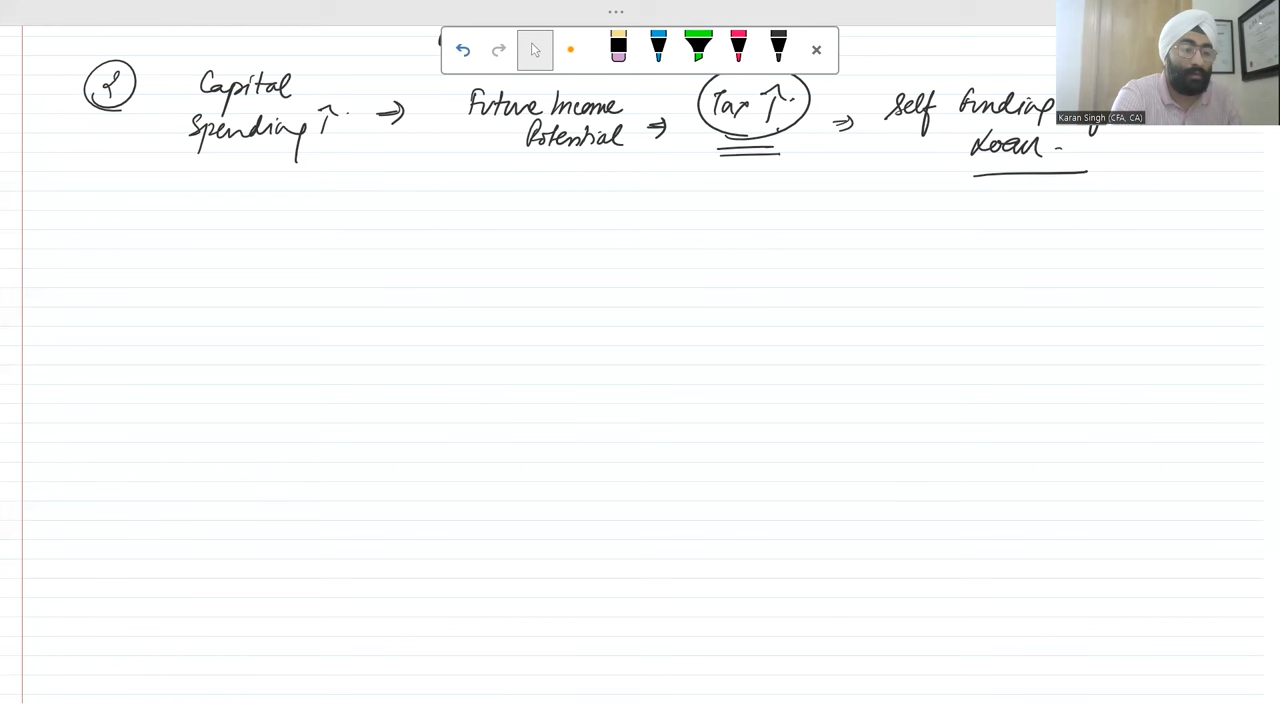 2
Capital Future Income Tax ↑ ⇒ Self Funding
Spending ↑ ⇒ Potential ⇒ Loan
Karan Singh (CFA, CA)